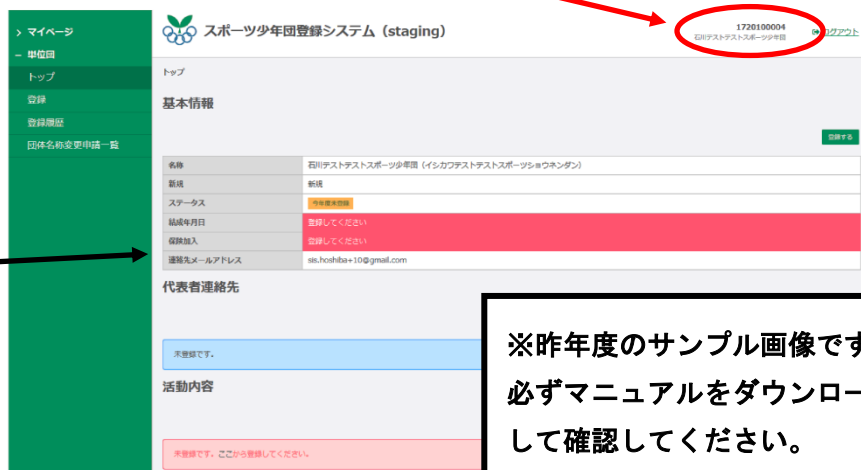 > マイページ
− 単位団
トップ
登録
登録履歴
団体名称変更申請一覧
スポーツ少年団登録システム (staging)
1720100004
石川テストテストスポーツ少年団
ログアウト
トップ
基本情報
登録する
名称 石川テストテストスポーツ少年団 (イシカワテストテストスポーツショウネンダン)
新規 新規
ステータス 今年度未登録
結成年月日 登録してください
保険加入 登録してください
連絡先メールアドレス sis.hoshiba+10@gmail.com
代表者連絡先
未登録です。
活動内容
未登録です。ここから登録してください。
※昨年度のサンプル画像です
必ずマニュアルをダウンロー
して確認してください。